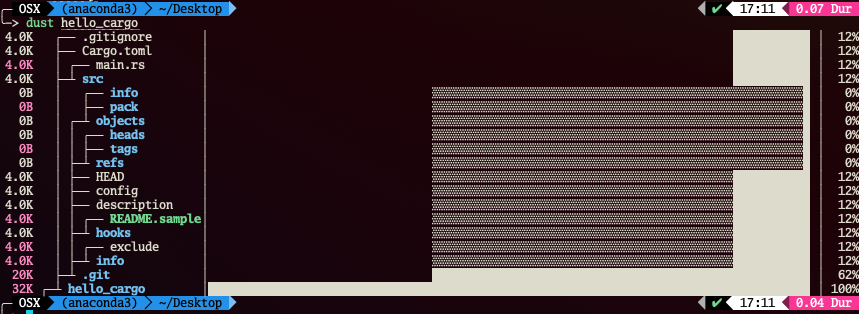 OSX (anaconda3) ~/Desktop ✔ 17:11 0.07 Dur
─> dust hello_cargo
4.0K ┌── .gitignore 12%
4.0K ├── Cargo.toml 12%
4.0K │ ┌── main.rs 12%
4.0K ├─┴ src 12%
0B │ ┌── info 0%
0B │ ├── pack 0%
0B │ ┌─┴ objects 0%
0B │ │ ┌── heads 0%
0B │ │ ├── tags 0%
0B │ ├─┴ refs 0%
4.0K │ ├── HEAD 12%
4.0K │ ├── config 12%
4.0K │ ├── description 12%
4.0K │ │ ┌── README.sample 12%
4.0K │ ├─┴ hooks 12%
4.0K │ │ ┌── exclude 12%
4.0K │ ├─┴ info 12%
20K ├─┴ .git 62%
32K ┌─┴ hello_cargo 100%
OSX (anaconda3) ~/Desktop ✔ 17:11 0.04 Dur